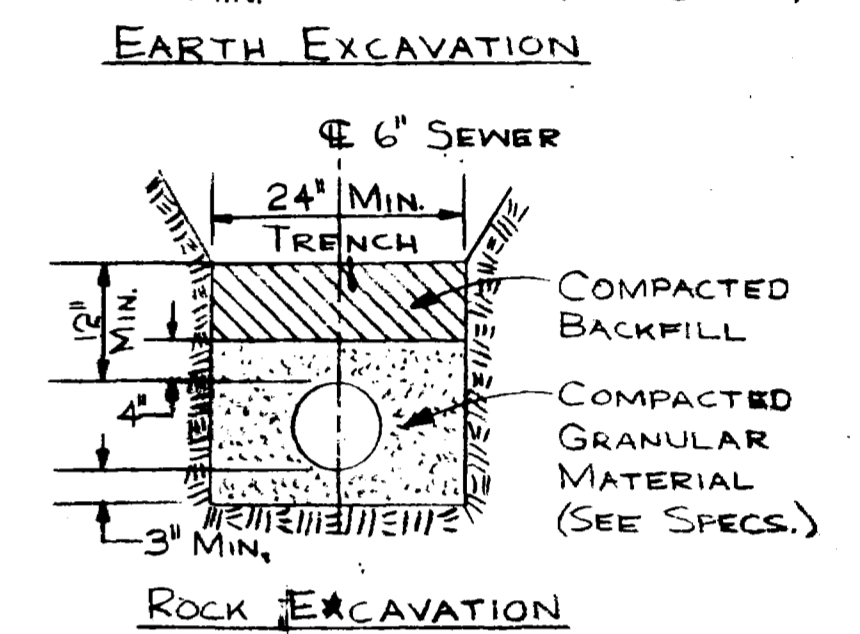 EARTH EXCAVATION
℄ 6" SEWER
24" MIN.
TRENCH
12"
MIN.
COMPACTED
BACKFILL
4"
COMPACTED
GRANULAR
MATERIAL
(SEE SPECS.)
3" MIN.
ROCK EXCAVATION